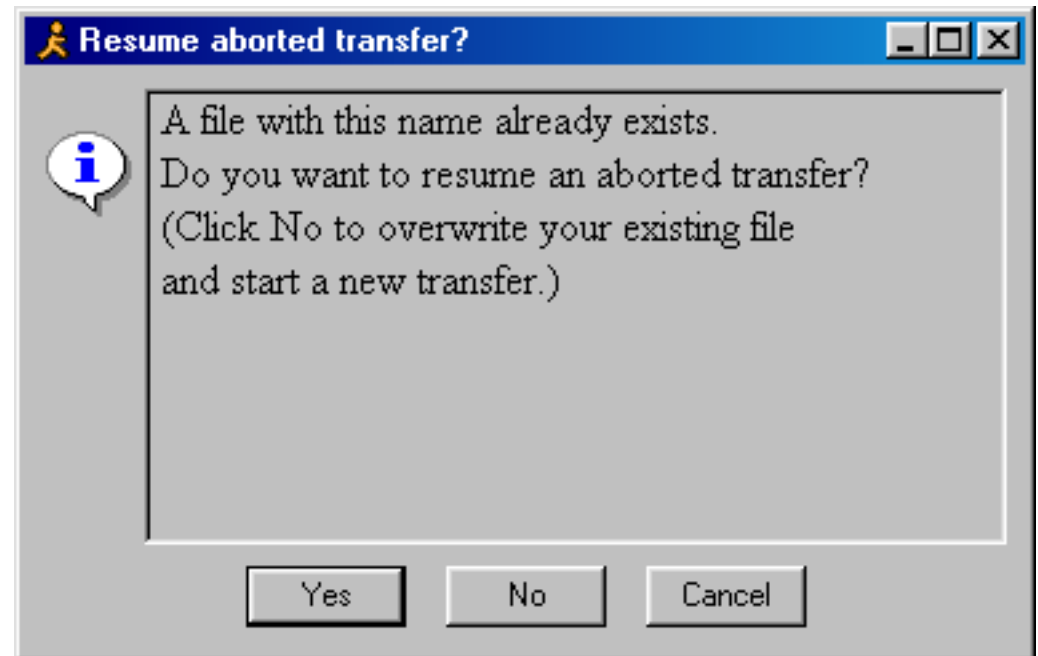 Resume aborted transfer?
A file with this name already exists.
Do you want to resume an aborted transfer?
(Click No to overwrite your existing file
and start a new transfer.)
Yes No Cancel